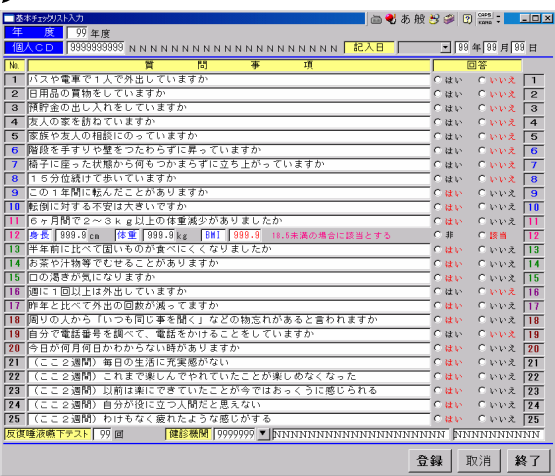 基本チェックリスト入力 あ 般 CAPS KANA
年 度 99 年度
個人CD 9999999999 NNNNNNNNNNNNNNNNNNNN 記入日 99 年 99 月 99 日
No. 質 問 事 項 回答
1 バスや電車で1人で外出していますか はい いいえ 1
2 日用品の買物をしていますか はい いいえ 2
3 預貯金の出し入れをしていますか はい いいえ 3
4 友人の家を訪ねていますか はい いいえ 4
5 家族や友人の相談にのっていますか はい いいえ 5
6 階段を手すりや壁をつたわらずに昇っていますか はい いいえ 6
7 椅子に座った状態から何もつかまらずに立ち上がっていますか はい いいえ 7
8 15分位続けて歩いていますか はい いいえ 8
9 この1年間に転んだことがありますか はい いいえ 9
10 転倒に対する不安は大きいですか はい いいえ 10
11 6ヶ月間で2~3kg以上の体重減少がありましたか はい いいえ 11
12 身長 999.9 cm 体重 999.9 kg BMI 999.9 18.5未満の場合に該当とする 非 該当 12
13 半年前に比べて固いものが食べにくくなりましたか はい いいえ 13
14 お茶や汁物等でむせることがありますか はい いいえ 14
15 口の渇きが気になりますか はい いいえ 15
16 週に1回以上は外出していますか はい いいえ 16
17 昨年と比べて外出の回数が減ってますか はい いいえ 17
18 周りの人から「いつも同じ事を聞く」などの物忘れがあると言われますか はい いいえ 18
19 自分で電話番号を調べて、電話をかけることをしていますか はい いいえ 19
20 今日が何月何日かわからない時がありますか はい いいえ 20
21 (ここ2週間)毎日の生活に充実感がない はい いいえ 21
22 (ここ2週間)これまで楽しんでやれていたことが楽しめなくなった はい いいえ 22
23 (ここ2週間)以前は楽にできていたことが今ではおっくうに感じられる はい いいえ 23
24 (ここ2週間)自分が役に立つ人間だと思えない はい いいえ 24
25 (ここ2週間)わけもなく疲れたような感じがする はい いいえ 25
反復唾液嚥下テスト 99 回 健診機関 9999999 NNNNNNNNNNNNNNNNNNNN NNNNNNNNNN
登録 取消 終了